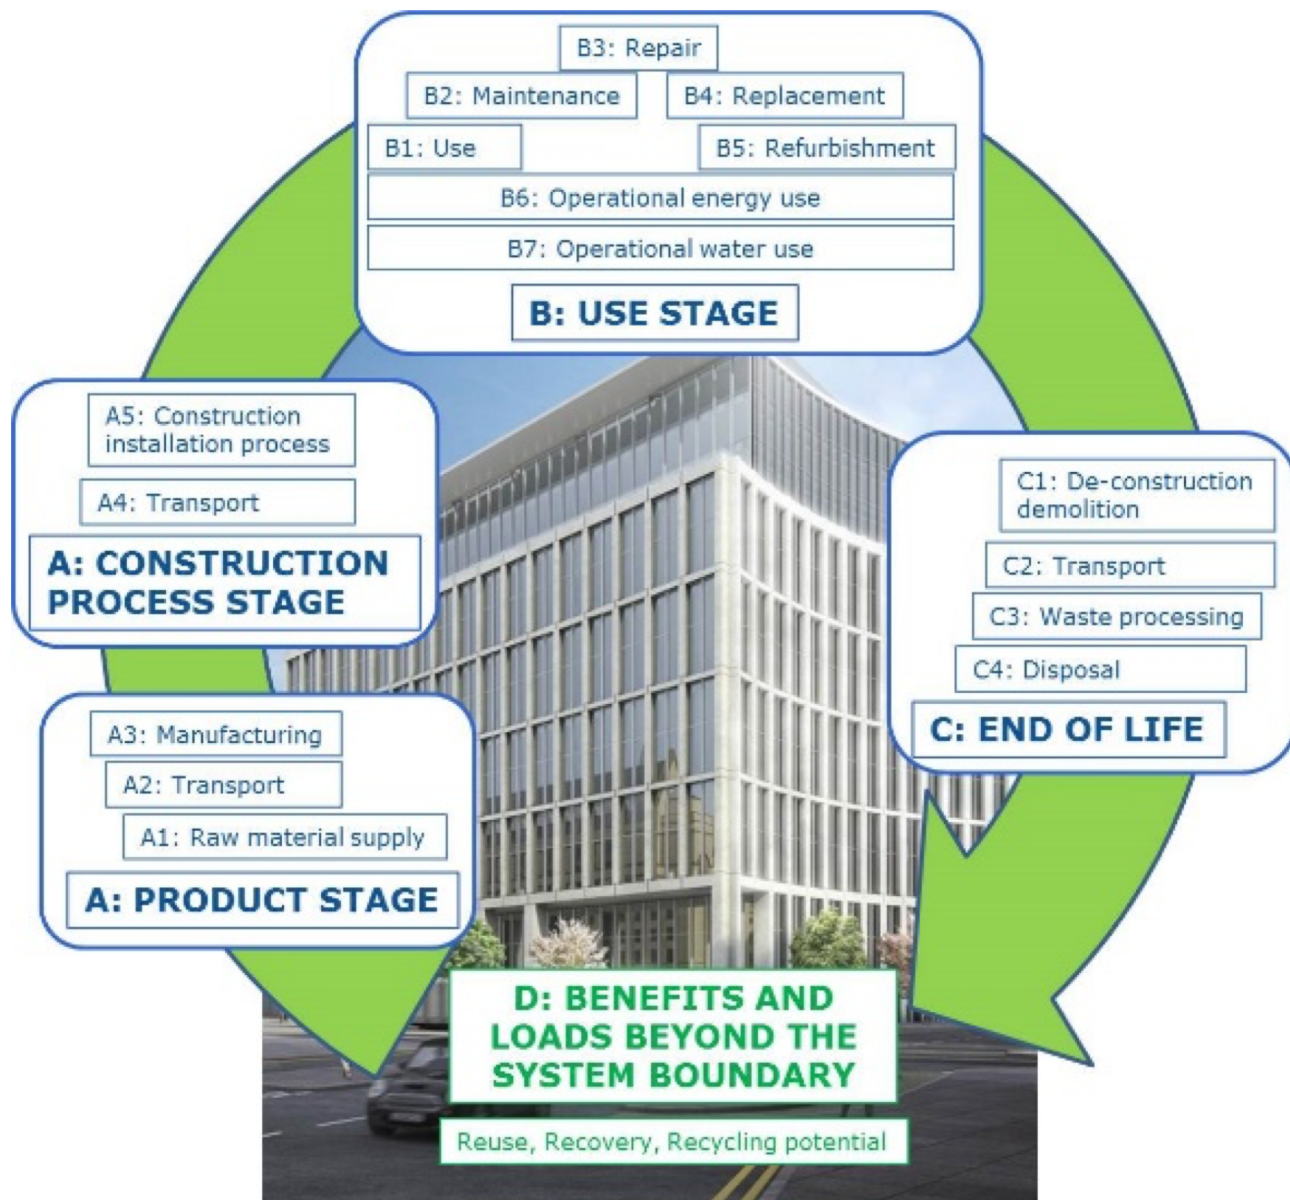 B3: Repair
B2: Maintenance
B4: Replacement
B1: Use
B5: Refurbishment
B6: Operational energy use
B7: Operational water use
B: USE STAGE
A5: Construction
installation process
A4: Transport
A: CONSTRUCTION
PROCESS STAGE
A3: Manufacturing
A2: Transport
A1: Raw material supply
A: PRODUCT STAGE
C1: De-construction
demolition
C2: Transport
C3: Waste processing
C4: Disposal
C: END OF LIFE
D: BENEFITS AND
LOADS BEYOND THE
SYSTEM BOUNDARY
Reuse, Recovery, Recycling potential